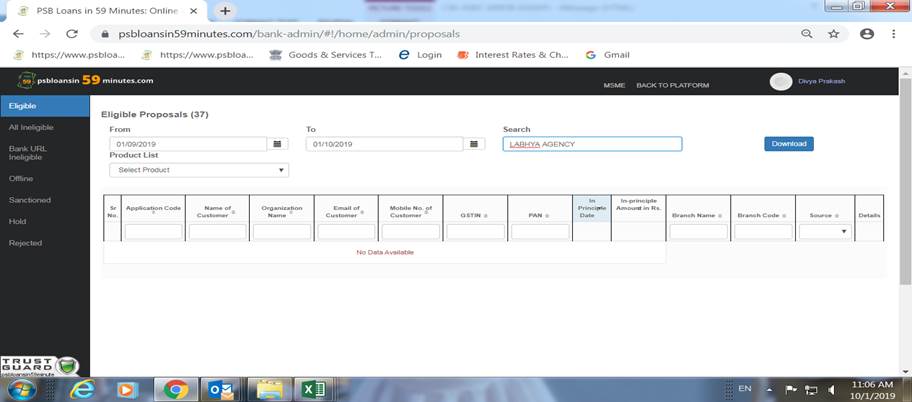 PSB Loans in 59 Minutes: Online
psbloansin59minutes.com/bank-admin/#!/home/admin/proposals
https://www.psbloa... https://www.psbloa... Goods & Services T... Login Interest Rates & Ch... Gmail
psbloansin 59 minutes.com MSME BACK TO PLATFORM Divya Prakash
Eligible
All Ineligible
Bank URL
Ineligible
Offline
Sanctioned
Hold
Rejected
Eligible Proposals (37)
From To Search
01/09/2019 01/10/2019 LABHYA AGENCY Download
Product List
Select Product
Sr No. Application Code Name of Customer Organization Name Email of Customer Mobile No. of Customer GSTIN PAN In Principle Date In-principle Amount in Rs. Branch Name Branch Code Source Details
No Data Available
TRUST
GUARD
psbloansin59minute
EN 11:06 AM
10/1/2019